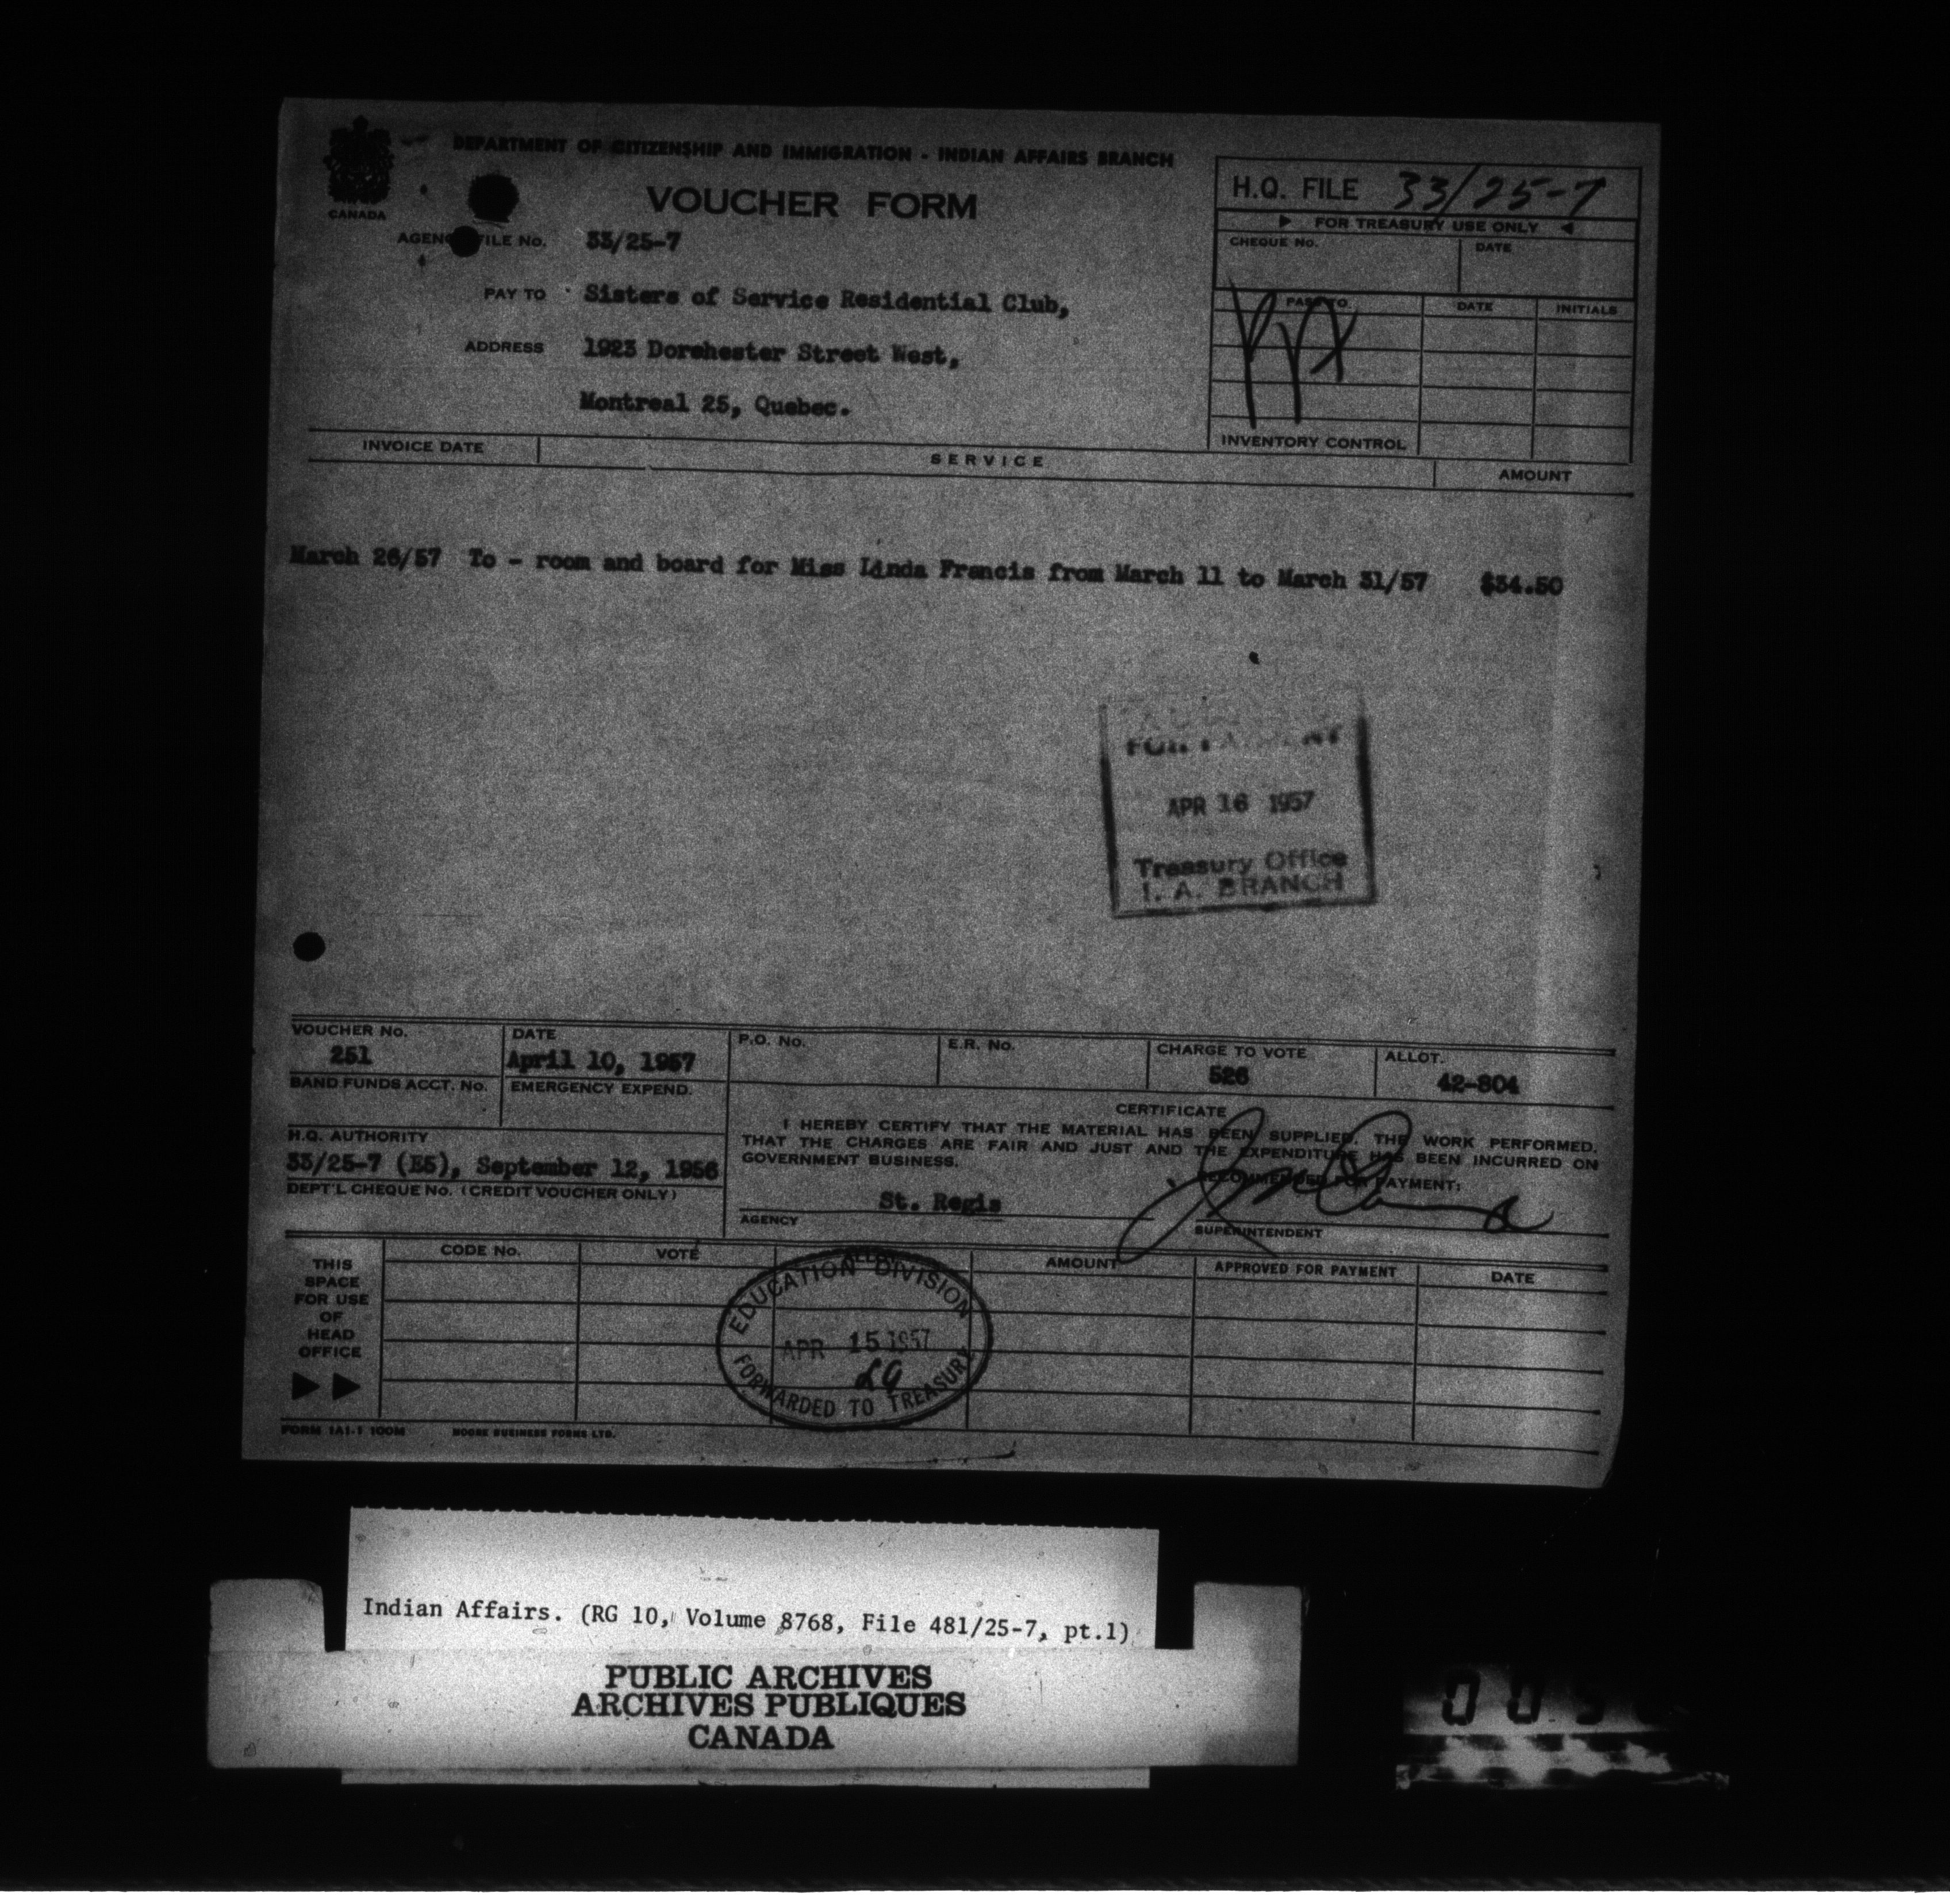 CANADA
DEPARTMENT OF CITIZENSHIP AND IMMIGRATION - INDIAN AFFAIRS BRANCH
VOUCHER FORM
H.Q. FILE 33/25-7
FOR TREASURY USE ONLY
CHEQUE No. DATE
PASS TO DATE INITIALS
INVENTORY CONTROL
FILE No. 33/25-7
PAY TO Sisters of Service Residential Club,
ADDRESS 1923 Dorchester Street West,
Montreal 25, Quebec.
INVOICE DATE SERVICE AMOUNT
March 26/57 To - room and board for Miss Linda Francis from March 11 to March 31/57 $34.50
APR 16 1957
Treasury Office
I. A. BRANCH
VOUCHER No. DATE P.O. No. E.R. No. CHARGE TO VOTE ALLOT.
251 April 10, 1957 526 42-804
BAND FUNDS ACCT. No. EMERGENCY EXPEND.
CERTIFICATE
I HEREBY CERTIFY THAT THE MATERIAL HAS BEEN SUPPLIED, THE WORK PERFORMED,
THAT THE CHARGES ARE FAIR AND JUST AND THE EXPENDITURE HAS BEEN INCURRED ON
GOVERNMENT BUSINESS.
H.Q. AUTHORITY
33/25-7 (E5), September 12, 1956
DEPT'L CHEQUE No. (CREDIT VOUCHER ONLY)
RECOMMENDED FOR PAYMENT:
St. Regis
AGENCY SUPERINTENDENT
THIS SPACE FOR USE OF HEAD OFFICE
CODE No. VOTE AMOUNT APPROVED FOR PAYMENT DATE
EDUCATION DIVISION
APR 15 1957
FORWARDED TO TREASURY
FORM 1A1-1 100M MOORE BUSINESS FORMS LTD.
Indian Affairs. (RG 10, Volume 8768, File 481/25-7, pt.1)
PUBLIC ARCHIVES
ARCHIVES PUBLIQUES
CANADA